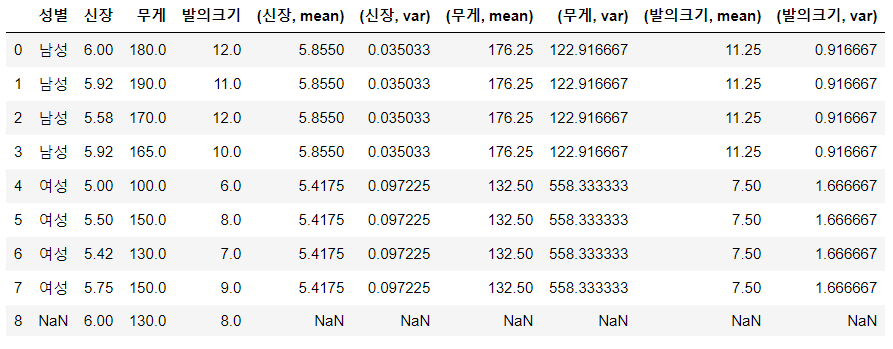 성별 신장 무게 발의크기 (신장, mean) (신장, var) (무게, mean) (무게, var) (발의크기, mean) (발의크기, var)
0 남성 6.00 180.0 12.0 5.8550 0.035033 176.25 122.916667 11.25 0.916667
1 남성 5.92 190.0 11.0 5.8550 0.035033 176.25 122.916667 11.25 0.916667
2 남성 5.58 170.0 12.0 5.8550 0.035033 176.25 122.916667 11.25 0.916667
3 남성 5.92 165.0 10.0 5.8550 0.035033 176.25 122.916667 11.25 0.916667
4 여성 5.00 100.0 6.0 5.4175 0.097225 132.50 558.333333 7.50 1.666667
5 여성 5.50 150.0 8.0 5.4175 0.097225 132.50 558.333333 7.50 1.666667
6 여성 5.42 130.0 7.0 5.4175 0.097225 132.50 558.333333 7.50 1.666667
7 여성 5.75 150.0 9.0 5.4175 0.097225 132.50 558.333333 7.50 1.666667
8 NaN 6.00 130.0 8.0 NaN NaN NaN NaN NaN NaN